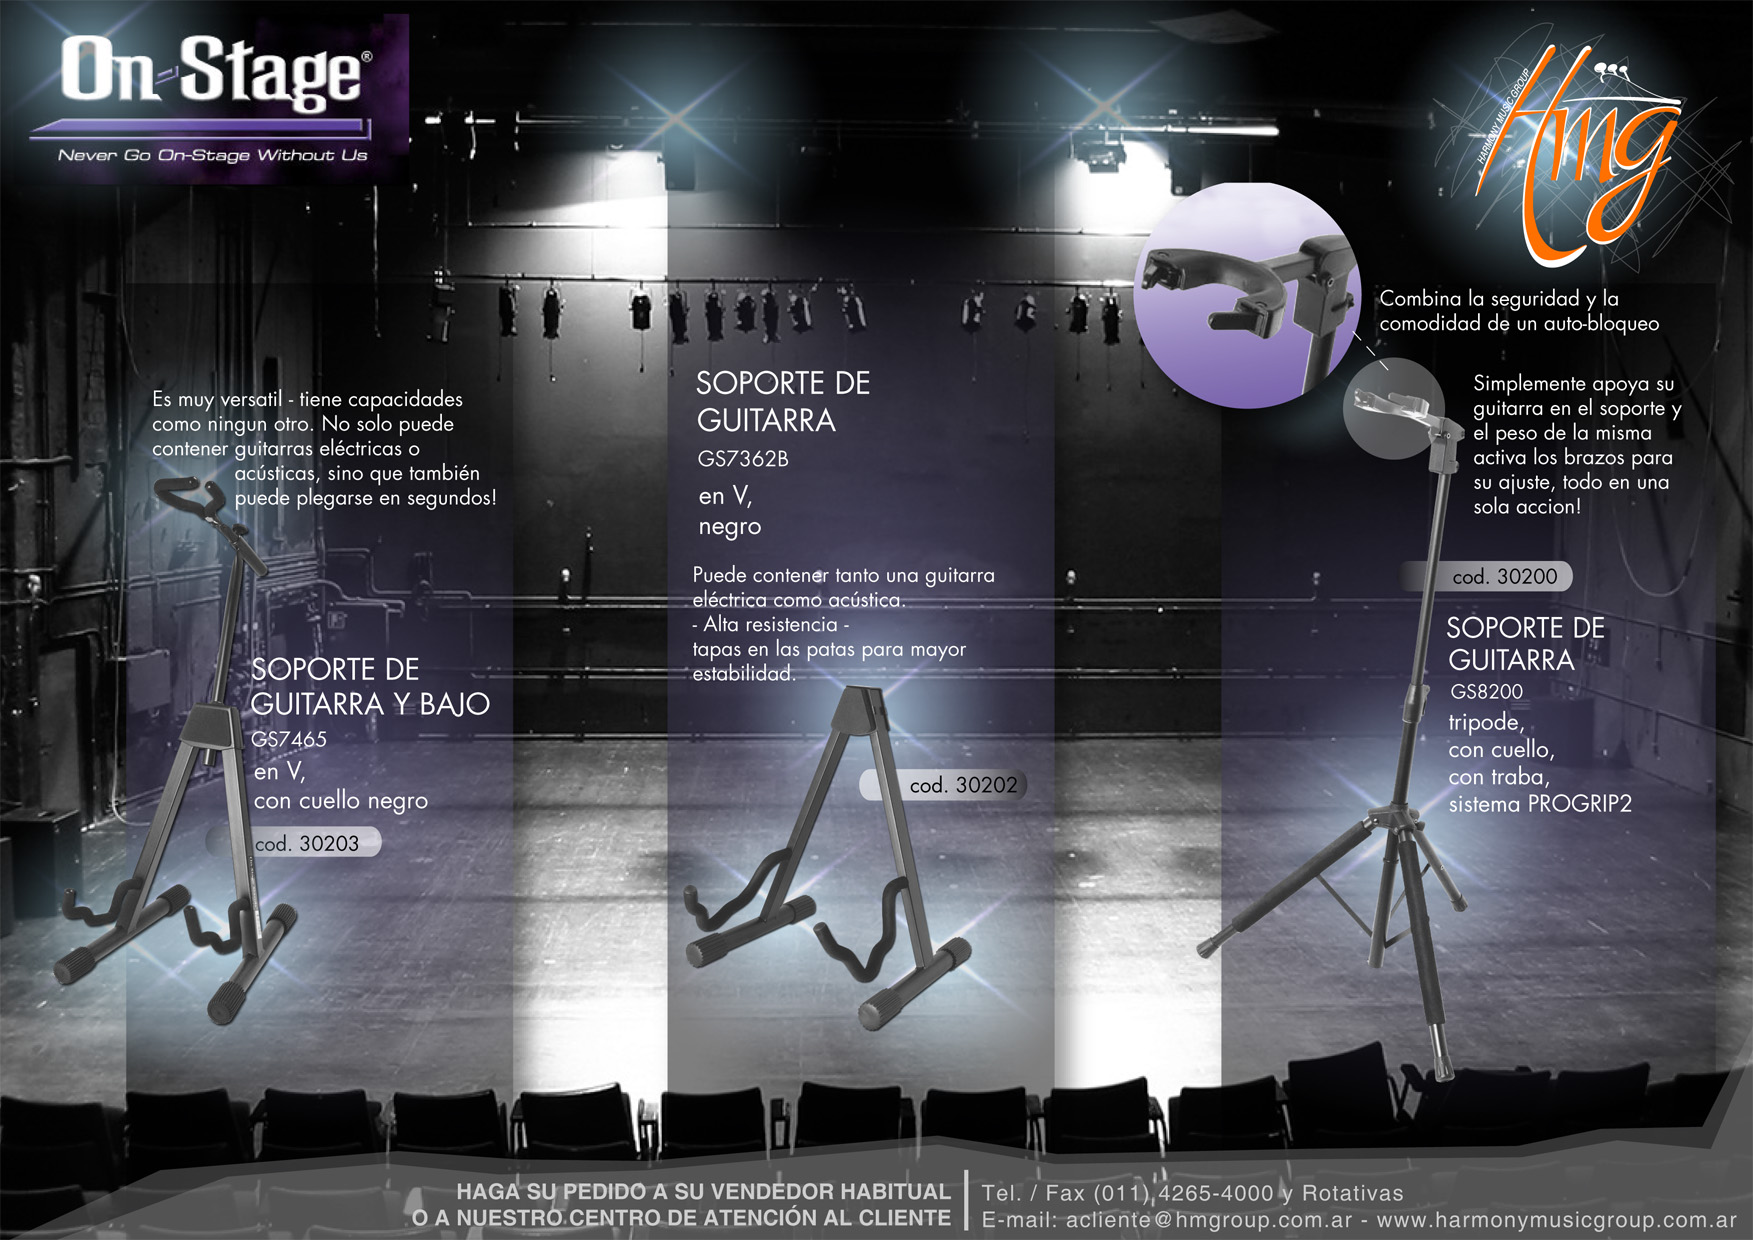 On-Stage®
Never Go On-Stage Without Us
HARMONY MUSIC GROUP
Hmg
Combina la seguridad y la
comodidad de un auto-bloqueo
Simplemente apoya su
guitarra en el soporte y
el peso de la misma
activa los brazos para
su ajuste, todo en una
sola accion!
cod. 30200
SOPORTE DE
GUITARRA
GS8200
tripode,
con cuello,
con traba,
sistema PROGRIP2
SOPORTE DE
GUITARRA
GS7362B
en V,
negro
Puede contener tanto una guitarra
eléctrica como acústica.
- Alta resistencia -
tapas en las patas para mayor
estabilidad.
cod. 30202
Es muy versatil - tiene capacidades
como ningun otro. No solo puede
contener guitarras eléctricas o
acústicas, sino que también
puede plegarse en segundos!
SOPORTE DE
GUITARRA Y BAJO
GS7465
en V,
con cuello negro
cod. 30203
HAGA SU PEDIDO A SU VENDEDOR HABITUAL
O A NUESTRO CENTRO DE ATENCIÓN AL CLIENTE
Tel. / Fax (011) 4265-4000 y Rotativas
E-mail: acliente@hmgroup.com.ar - www.harmonymusicgroup.com.ar